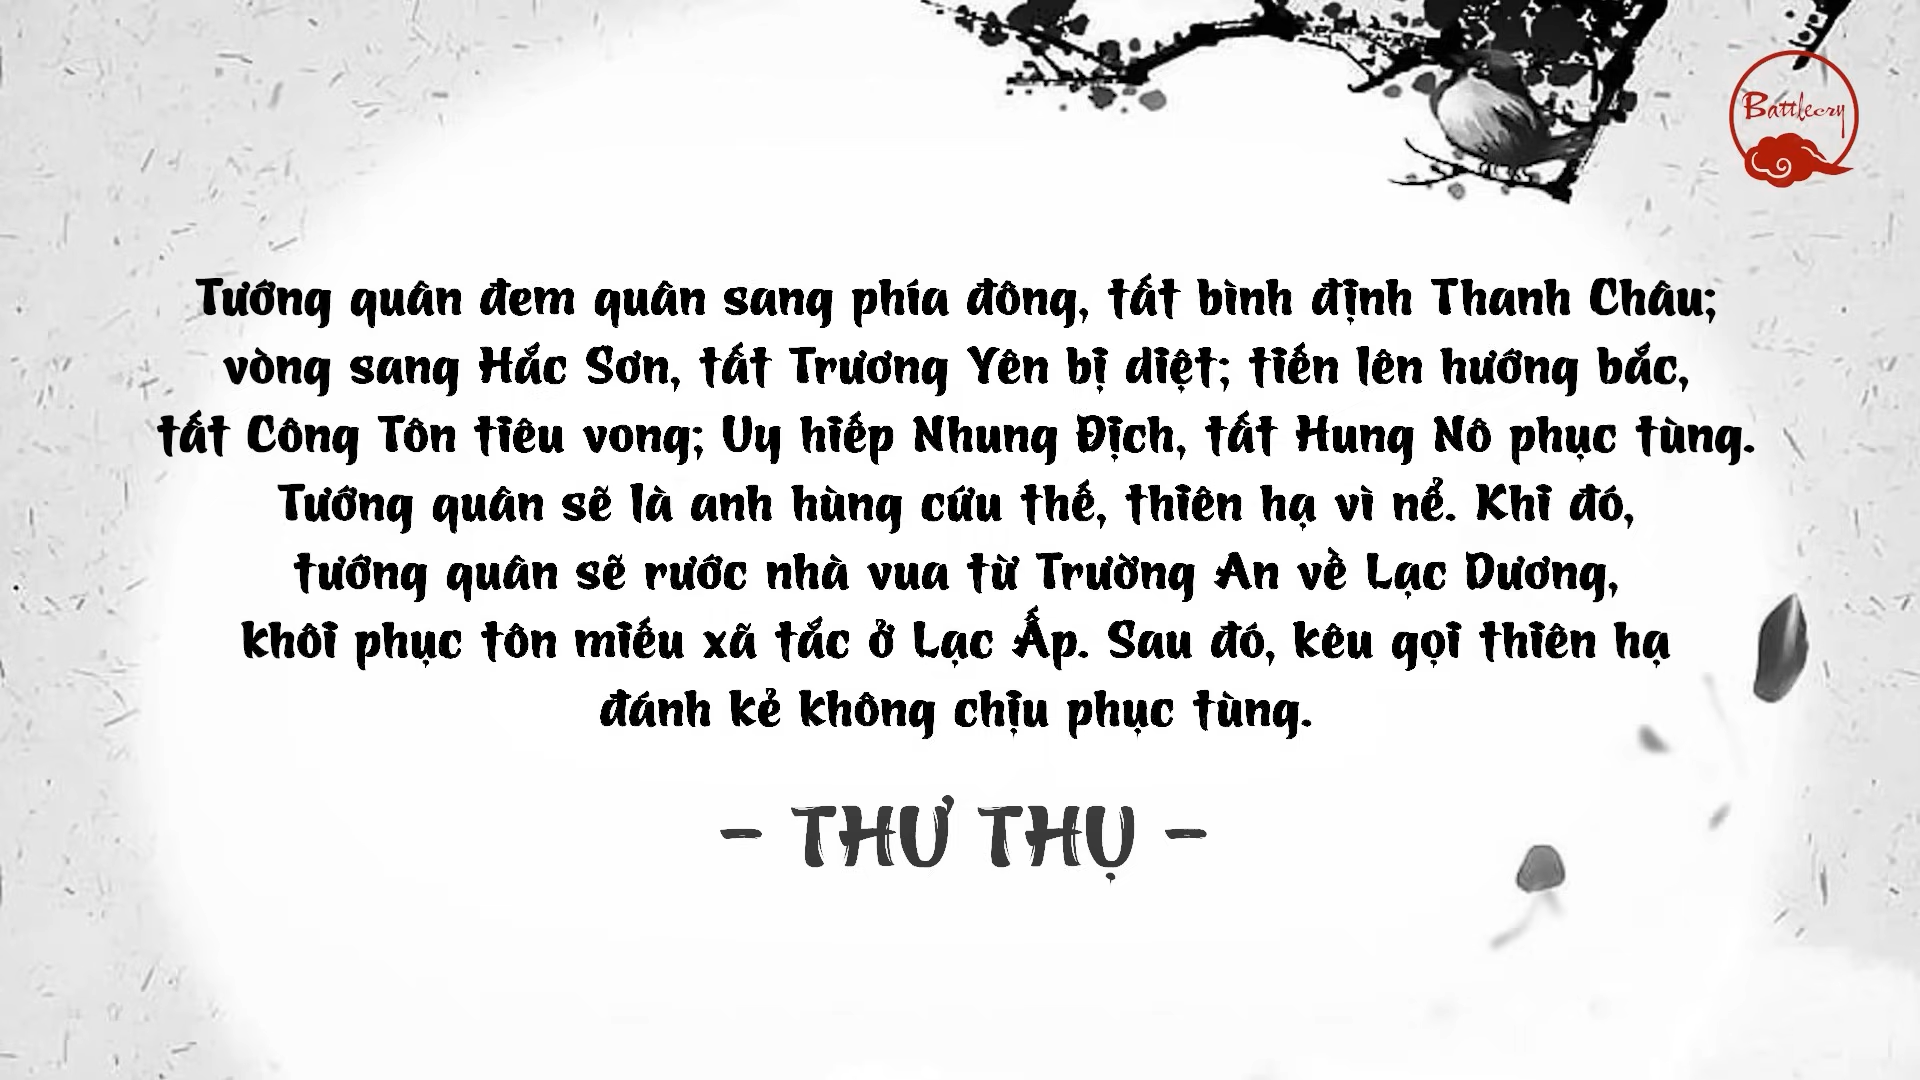 Battlecry
Tướng quân đem quân sang phía đông, tất bình định Thanh Châu;
vòng sang Hắc Sơn, tất Trương Yên bị diệt; tiến lên hướng bắc,
tất Công Tôn tiêu vong; Uy hiếp Nhung Địch, tất Hung Nô phục tùng.
Tướng quân sẽ là anh hùng cứu thế, thiên hạ vì nể. Khi đó,
tướng quân sẽ rước nhà vua từ Trường An về Lạc Dương,
khôi phục tôn miếu xã tắc ở Lạc Ấp. Sau đó, kêu gọi thiên hạ
đánh kẻ không chịu phục tùng.
- THƯ THỤ -